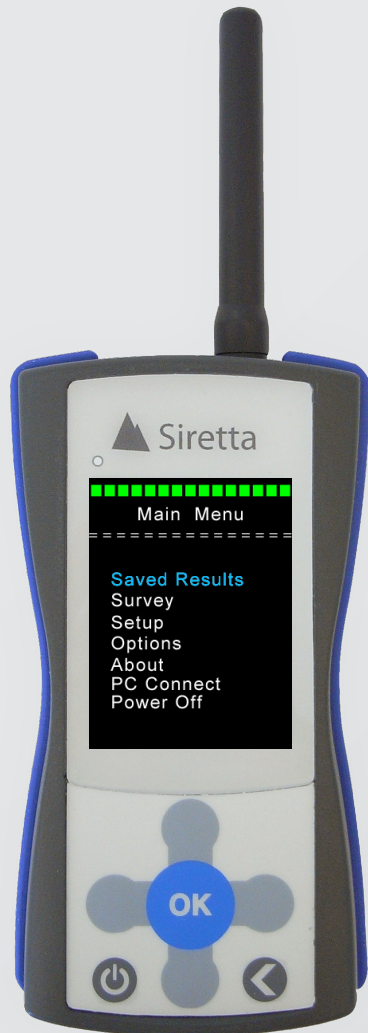 Siretta
Main Menu
===============
Saved Results
Survey
Setup
Options
About
PC Connect
Power Off
OK